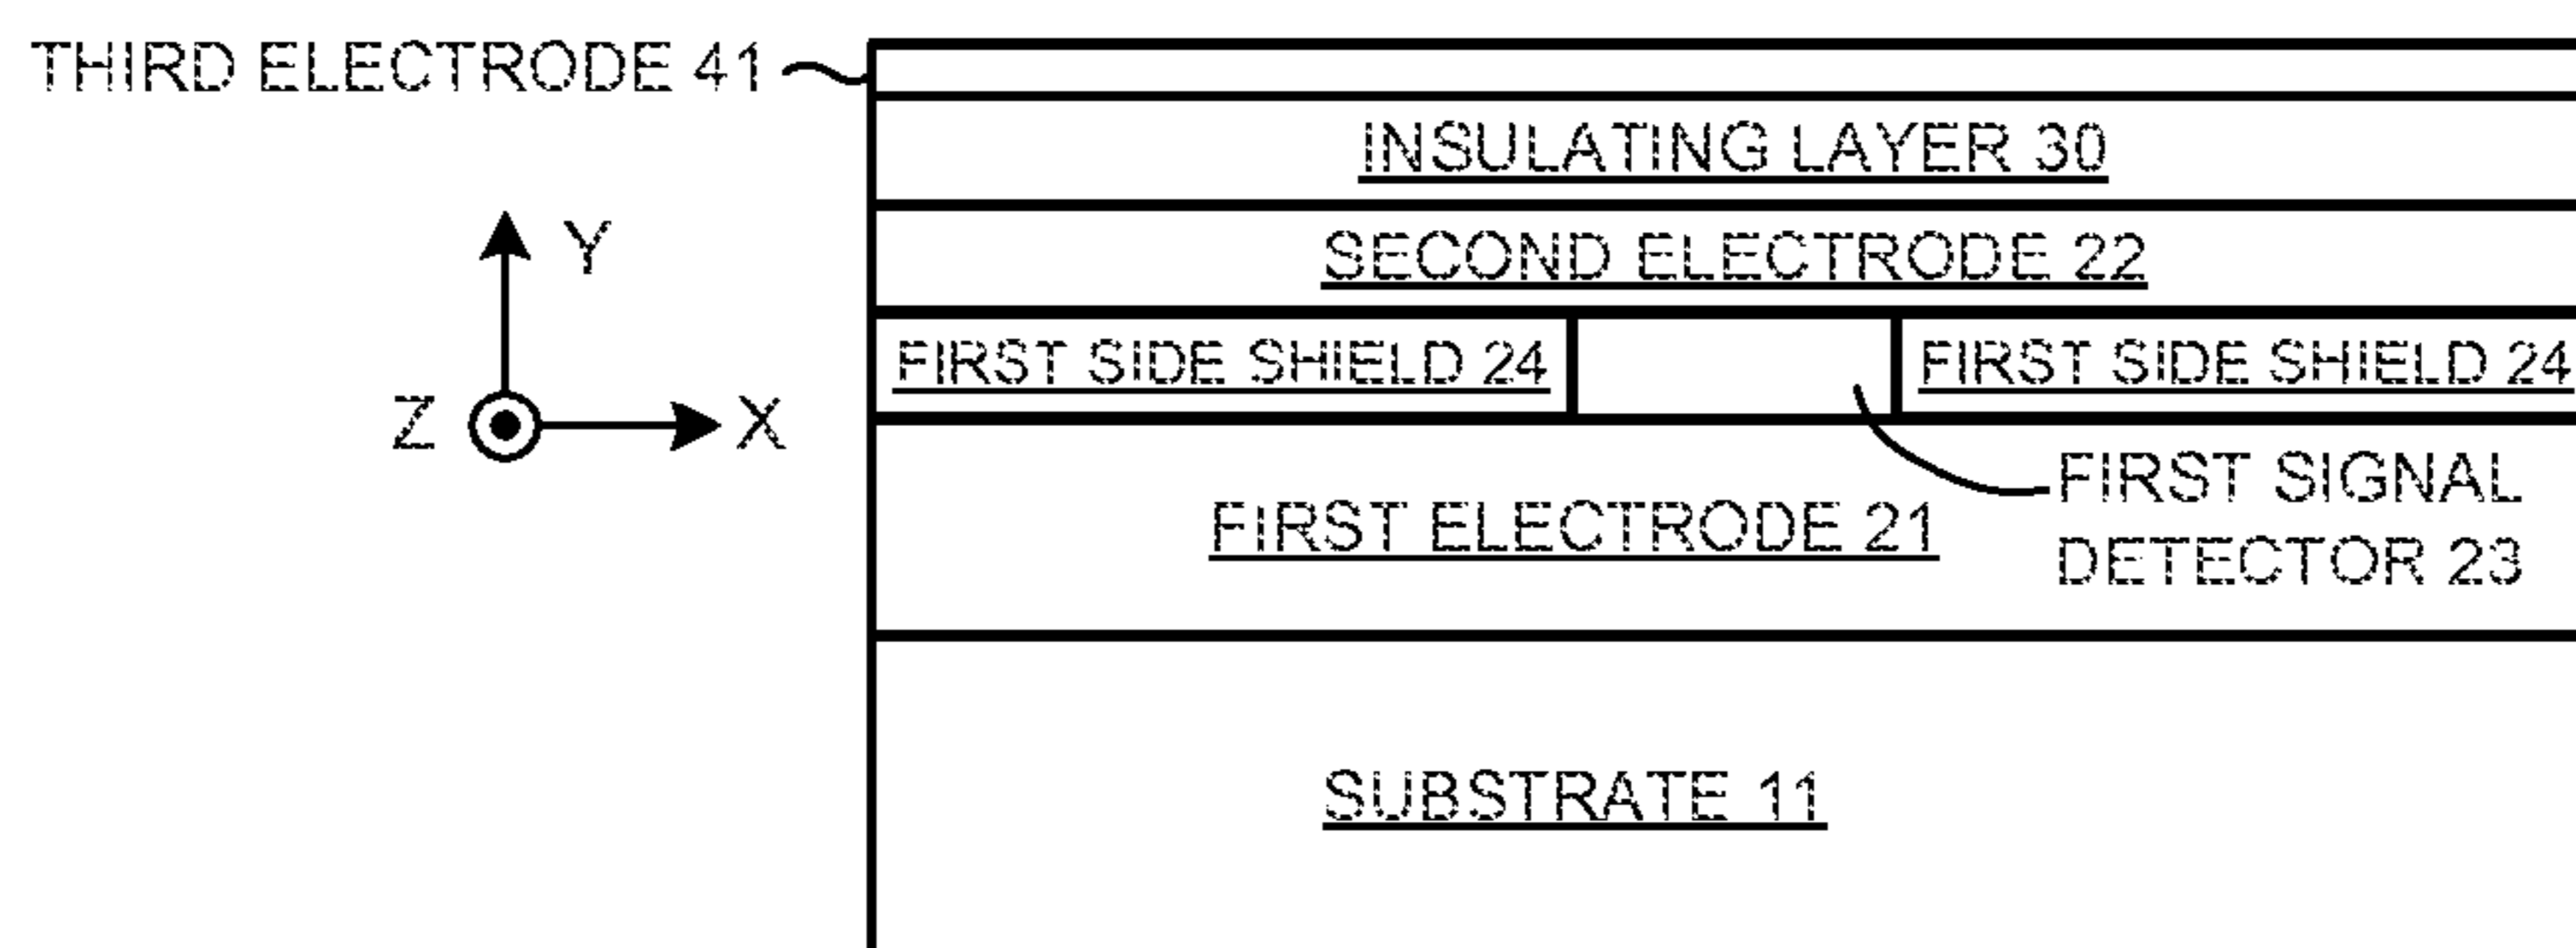 THIRD ELECTRODE 41
INSULATING LAYER 30
Y
SECOND ELECTRODE 22
FIRST SIDE SHIELD 24
FIRST SIDE SHIELD 24
Z
X
FIRST SIGNAL
DETECTOR 23
FIRST ELECTRODE 21
SUBSTRATE 11